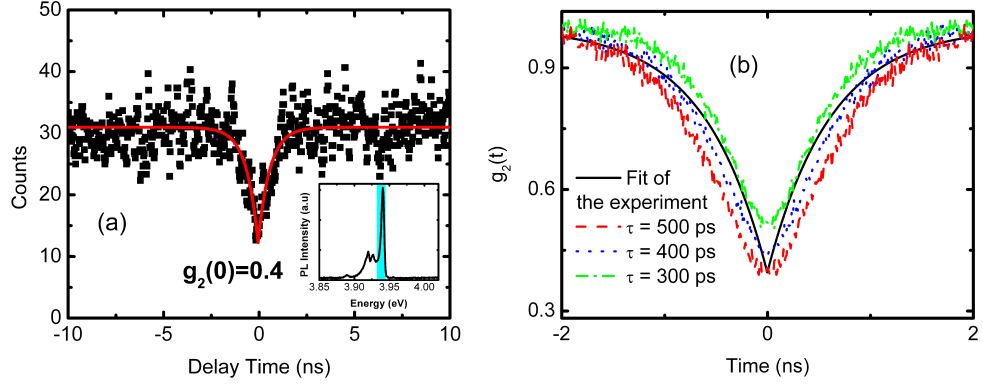 (a)
50
40
30
20
10
0
Counts
-10
-5
0
5
10
Delay Time (ns)
g2(0)=0.4
PL Intensity (a.u)
3.85
3.90
3.95
4.00
Energy (eV)
(b)
0.9
0.6
0.3
g2(t)
Fit of
the experiment
τ = 500 ps
τ = 400 ps
τ = 300 ps
-2
0
2
Time (ns)